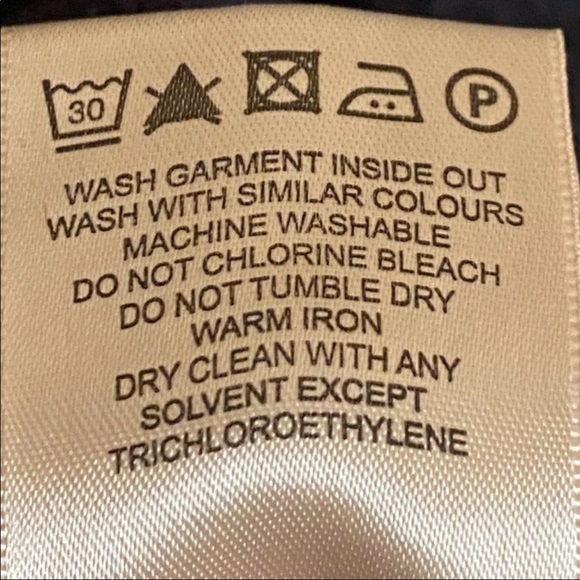 30 P
WASH GARMENT INSIDE OUT
WASH WITH SIMILAR COLOURS
MACHINE WASHABLE
DO NOT CHLORINE BLEACH
DO NOT TUMBLE DRY
WARM IRON
DRY CLEAN WITH ANY
SOLVENT EXCEPT
TRICHLOROETHYLENE